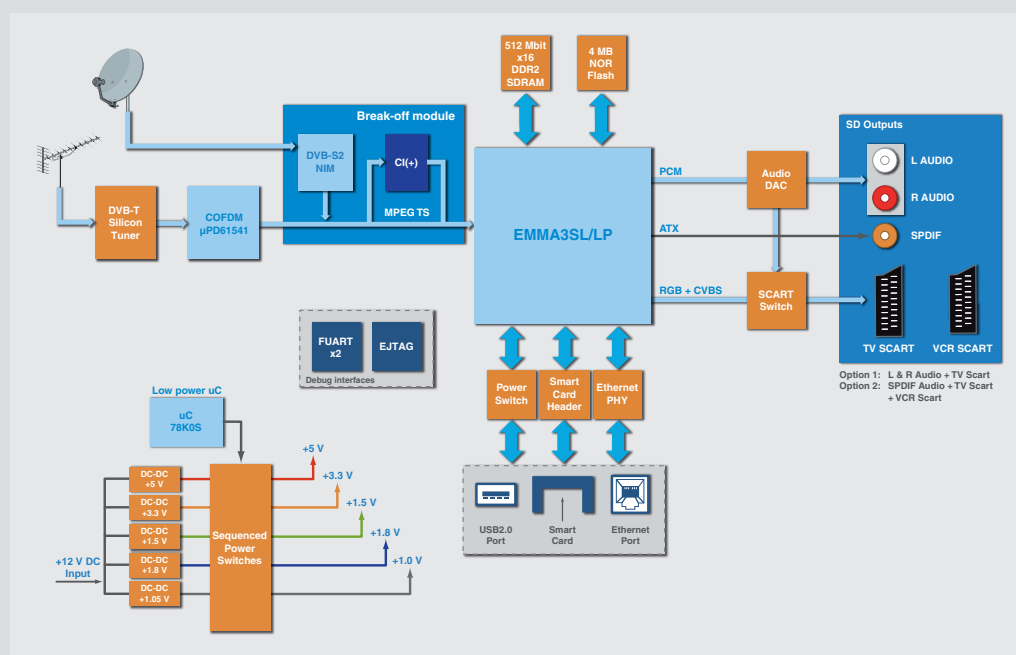 512 Mbit
x16
DDR2
SDRAM
4 MB
NOR
Flash
Break-off module
DVB-S2
NIM
CI(+)
MPEG TS
DVB-T
Silicon
Tuner
COFDM
µPD61541
EMMA3SL/LP
PCM
ATX
RGB + CVBS
Audio
DAC
SCART
Switch
SD Outputs
L AUDIO
R AUDIO
SPDIF
TV SCART
VCR SCART
Option 1: L & R Audio + TV Scart
Option 2: SPDIF Audio + TV Scart
+ VCR Scart
FUART
x2
EJTAG
Debug interfaces
Power
Switch
Smart
Card
Header
Ethernet
PHY
USB2.0
Port
Smart
Card
Ethernet
Port
Low power uC
uC
78K0S
+12 V DC
Input
DC-DC
+5 V
DC-DC
+3.3 V
DC-DC
+1.5 V
DC-DC
+1.8 V
DC-DC
+1.05 V
Sequenced
Power
Switches
+5 V
+3.3 V
+1.5 V
+1.8 V
+1.0 V